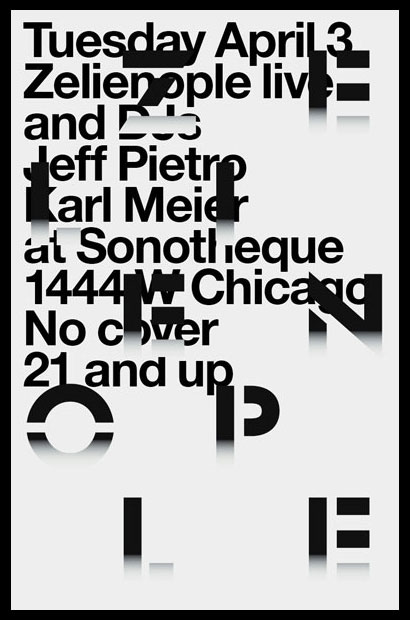 Tuesday April 3
Zelienople live
and DJs
Jeff Pietro
Karl Meier
at Sonotheque
1444 W Chicago
No cover
21 and up
Z E
L I
E N
O P
L E